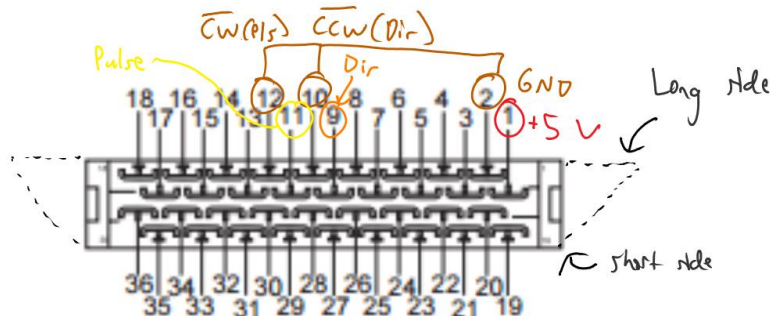 C̅W̅(Pls) C̅C̅W̅(Dir)
Pulse
Dir
GND
Long side
18 16 14 12 10 8 6 4 2
17 15 13 11 9 7 5 3 1
+5 V
36 34 32 30 28 26 24 22 20
35 33 31 29 27 25 23 21 19
short side